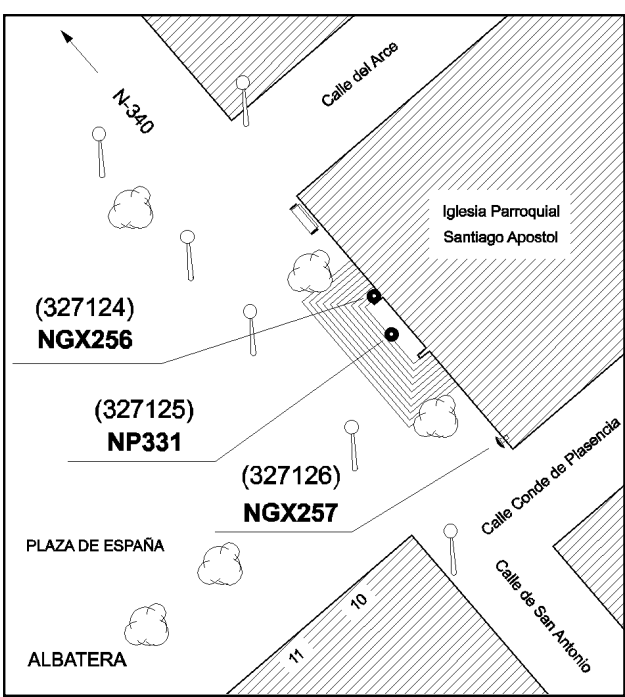 Calle del Arce
N-340
Iglesia Parroquial
Santiago Apostol
(327124)
NGX256
(327125)
NP331
(327126)
NGX257
Calle Conde de Plasencia
PLAZA DE ESPAÑA
Calle de San Antonio
10
11
ALBATERA